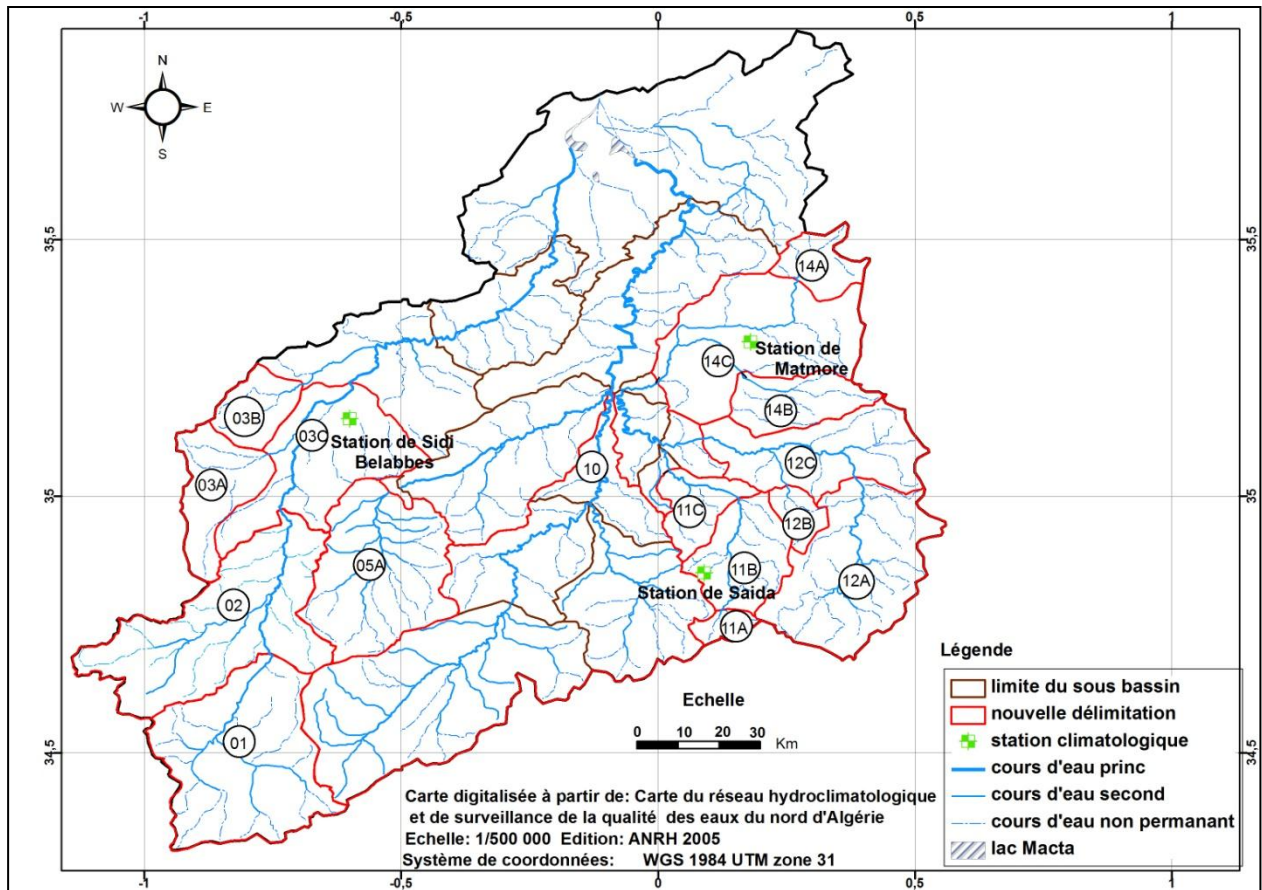 -1
-0,5
0
0,5
1
N
W
E
S
35,5
35,5
14A
Station de
Matmore
14C
14B
03B
03C
Station de Sidi
Belabbes
10
12C
03A
35
35
11C
12B
05A
11B
12A
Station de Saida
02
11A
Légende
limite du sous bassin
nouvelle délimitation
station climatologique
cours d'eau princ
cours d'eau second
cours d'eau non permanant
lac Macta
Echelle
0 10 20 30
Km
01
34,5
34,5
Carte digitalisée à partir de: Carte du réseau hydroclimatologique
et de surveillance de la qualité des eaux du nord d'Algérie
Echelle: 1/500 000 Edition: ANRH 2005
Système de coordonnées: WGS 1984 UTM zone 31
-1
-0,5
0
0,5
1